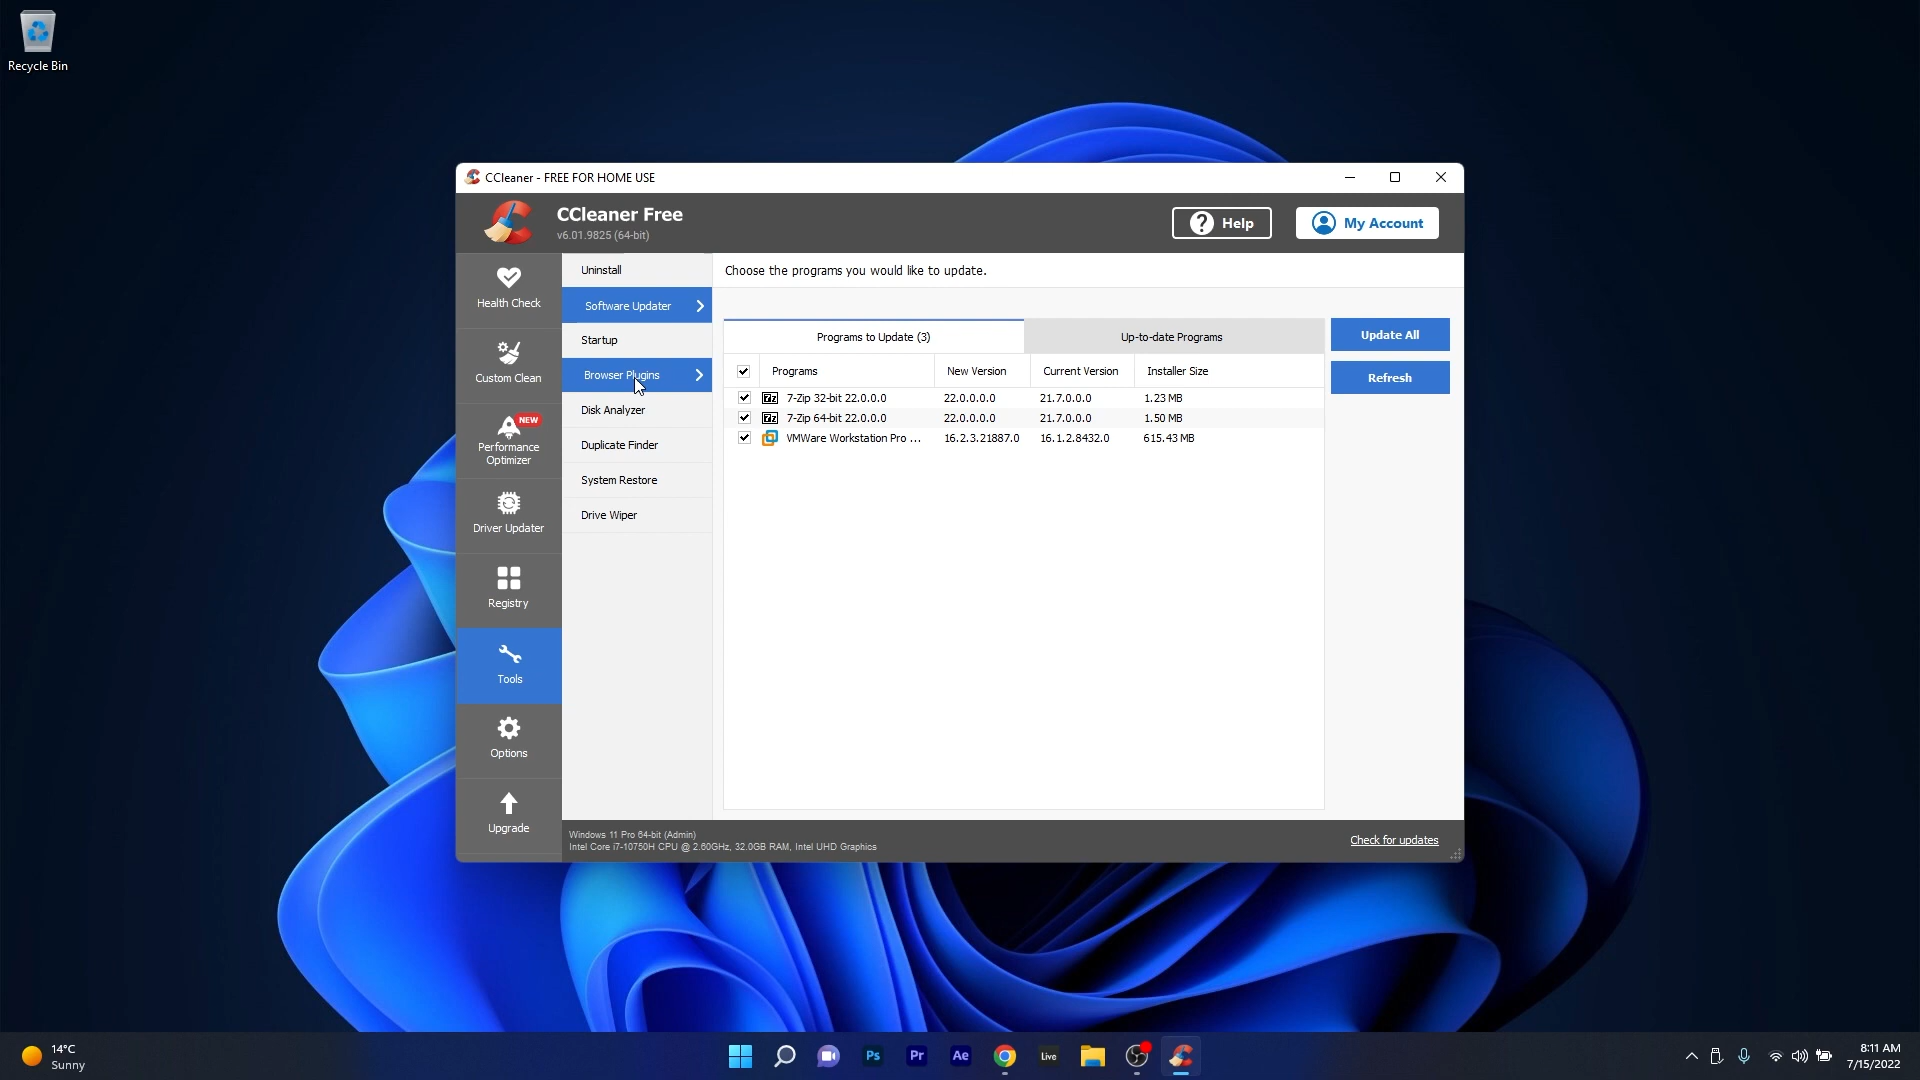 Recycle Bin
CCleaner - FREE FOR HOME USE
CCleaner Free
v6.01.9825 (64-bit)
? Help
My Account
Health Check
Custom Clean
NEW
Performance
Optimizer
Driver Updater
Registry
Tools
Options
Upgrade
Uninstall
Software Updater
Startup
Browser Plugins
Disk Analyzer
Duplicate Finder
System Restore
Drive Wiper
Choose the programs you would like to update.
Programs to Update (3)
Up-to-date Programs
Programs New Version Current Version Installer Size
7z 7-Zip 32-bit 22.0.0.0 22.0.0.0.0 21.7.0.0.0 1.23 MB
7z 7-Zip 64-bit 22.0.0.0 22.0.0.0.0 21.7.0.0.0 1.50 MB
VMWare Workstation Pro ... 16.2.3.21887.0 16.1.2.8432.0 615.43 MB
Update All
Refresh
Windows 11 Pro 64-bit (Admin)
Intel Core i7-10750H CPU @ 2.60GHz, 32.0GB RAM, Intel UHD Graphics
Check for updates
14°C
Sunny
Ps
Pr
Ae
Live
8:11 AM
7/15/2022